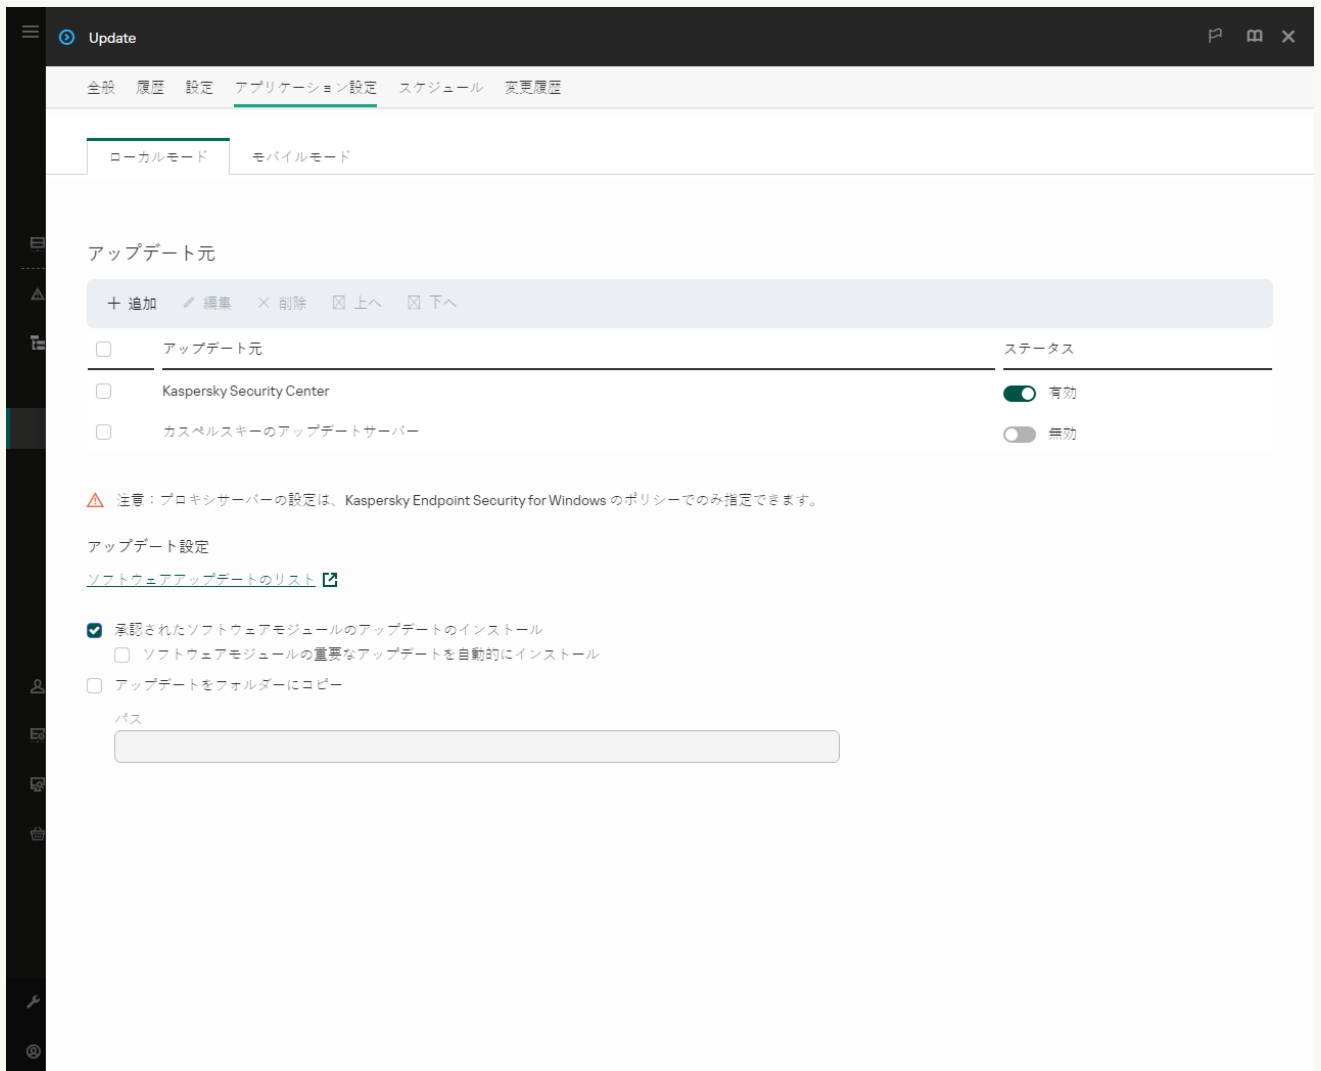 Update
全般 履歴 設定 アプリケーション設定 スケジュール 変更履歴
ローカルモード モバイルモード
アップデート元
追加 編集 削除 上へ 下へ
アップデート元 ステータス
Kaspersky Security Center 有効
カスペルスキーのアップデートサーバー 無効
注意：プロキシサーバーの設定は、Kaspersky Endpoint Security for Windows のポリシーでのみ指定できます。
アップデート設定
ソフトウェアアップデートのリスト
承認されたソフトウェアモジュールのアップデートのインストール
ソフトウェアモジュールの重要なアップデートを自動的にインストール
アップデートをフォルダーにコピー
パス